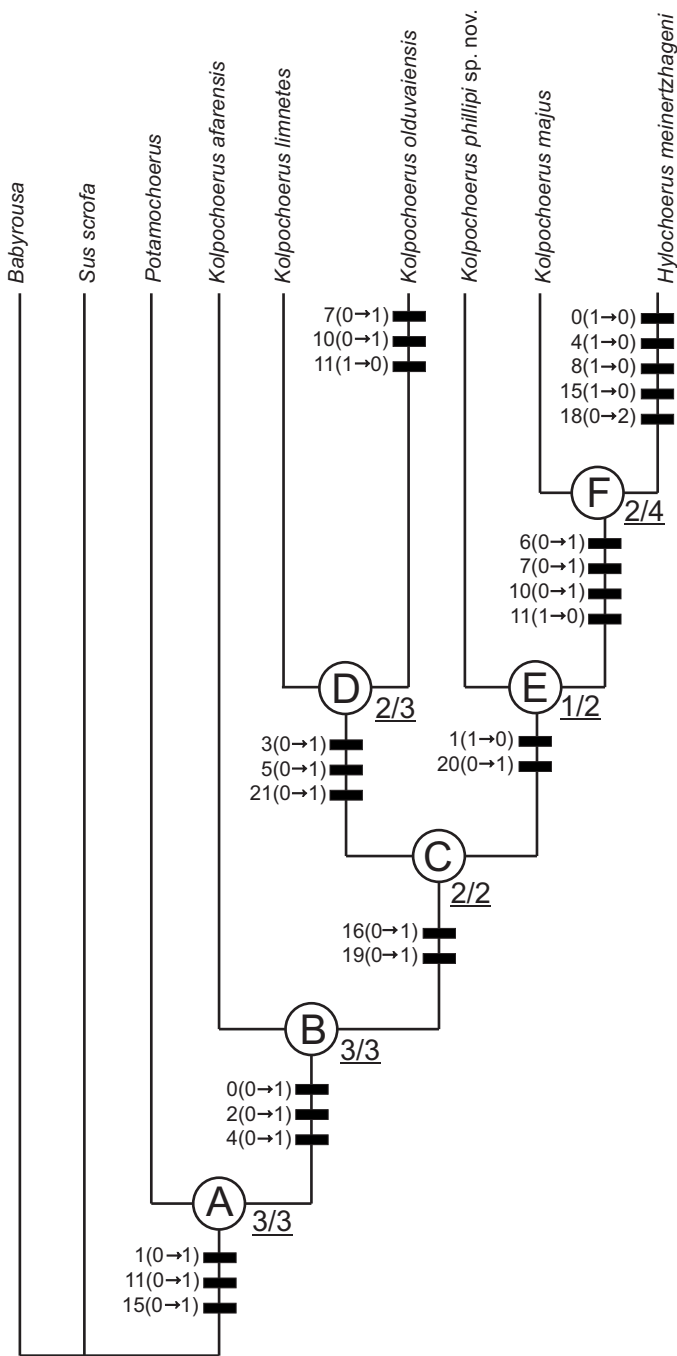 Babyrousa
Sus scrofa
Potamochoerus
Kolpochoerus afarensis
Kolpochoerus limnetes
Kolpochoerus olduvaiensis
Kolpochoerus phillipi sp. nov.
Kolpochoerus majus
Hylochoerus meinertzhageni
7(0→1)
10(0→1)
11(1→0)
0(1→0)
4(1→0)
8(1→0)
15(1→0)
18(0→2)
F
2/4
6(0→1)
7(0→1)
10(0→1)
11(1→0)
D
2/3
E
1/2
3(0→1)
5(0→1)
21(0→1)
1(1→0)
20(0→1)
C
2/2
16(0→1)
19(0→1)
B
3/3
0(0→1)
2(0→1)
4(0→1)
A
3/3
1(0→1)
11(0→1)
15(0→1)